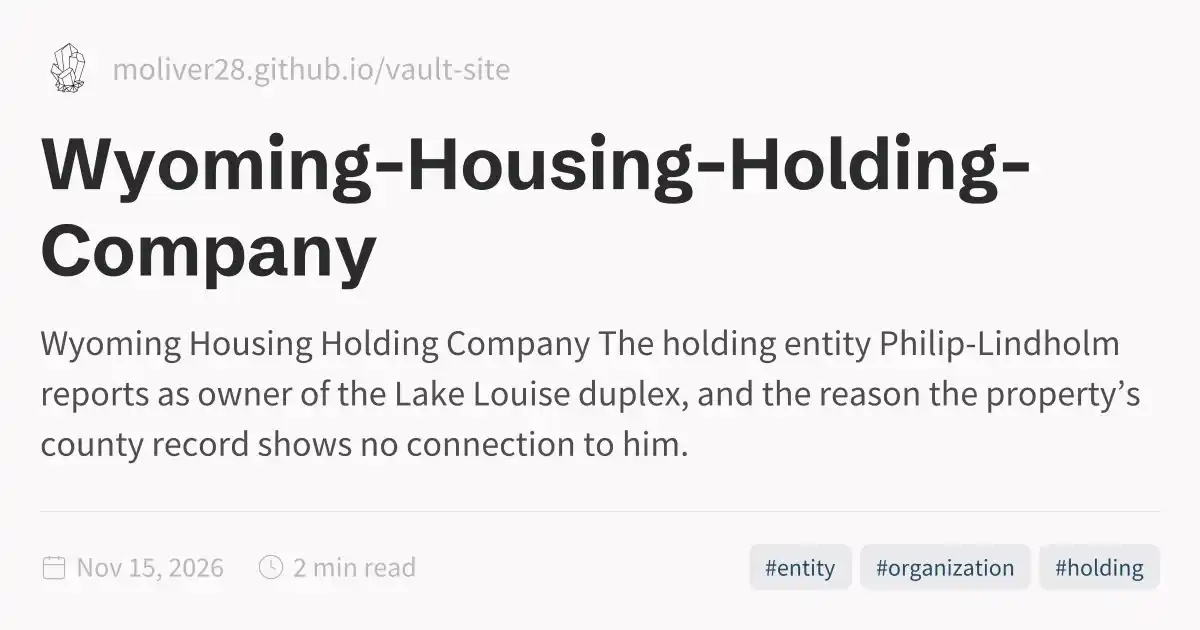 moliver28.github.io/vault-site
Wyoming-Housing-Holding-
Company
Wyoming Housing Holding Company The holding entity Philip-Lindholm
reports as owner of the Lake Louise duplex, and the reason the property’s
county record shows no connection to him.
Nov 15, 2026 2 min read #entity #organization #holding